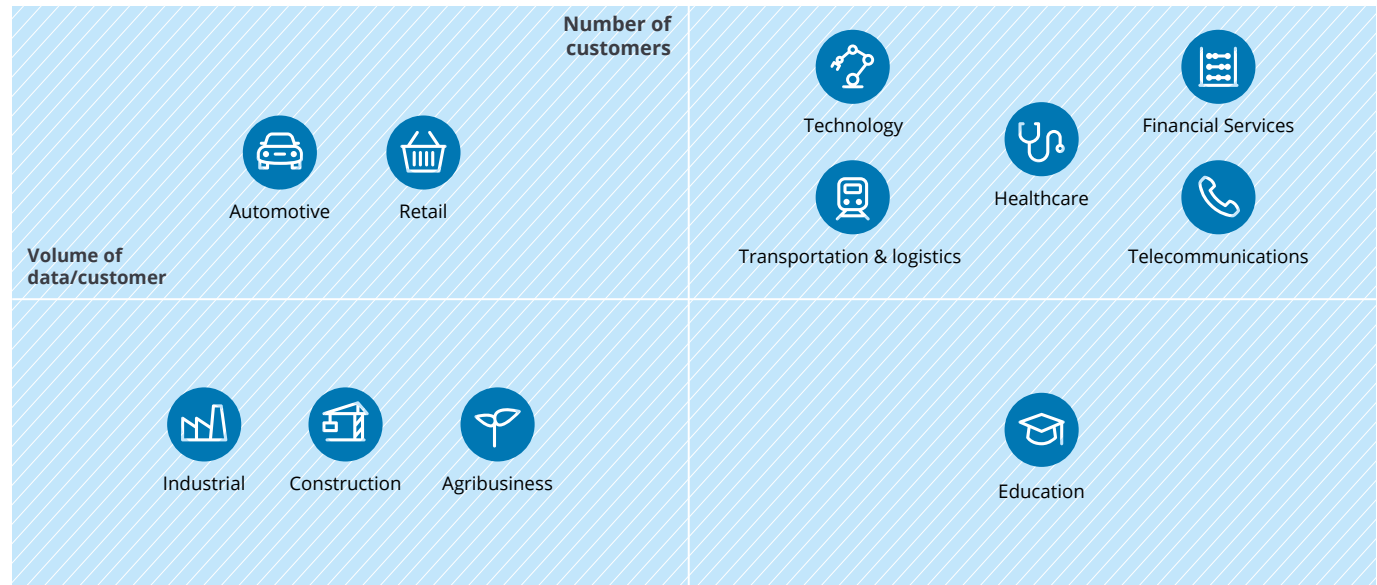 Number of
customers
Technology
Financial Services
Healthcare
Automotive
Retail
Transportation & logistics
Telecommunications
Volume of
data/customer
Industrial
Construction
Agribusiness
Education